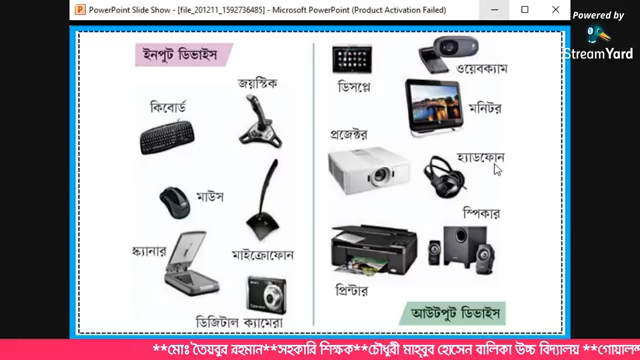 PowerPoint Slide Show - [file_201211_1592736485] - Microsoft PowerPoint (Product Activation Failed)
Powered by
StreamYard
ইনপুট ডিভাইস
জয়স্টিক
কিবোর্ড
মাউস
স্ক্যানার
মাইক্রোফোন
ডিজিটাল ক্যামেরা
ওয়েবক্যাম
ডিসপ্লে
মনিটর
প্রজেক্টর
হ্যাডফোন
স্পিকার
প্রিন্টার
আউটপুট ডিভাইস
**মোঃ তৈয়বুর রহমান**সহকারি শিক্ষক**চৌধুরী মাহবুব হোসেন বালিকা উচ্চ বিদ্যালয় **গোয়ালন্দ